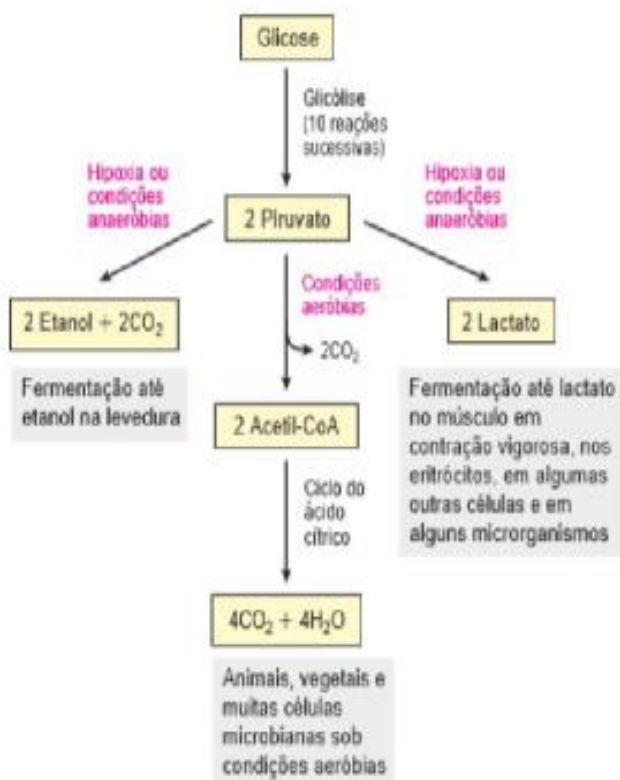 Glicose
Glicólise
(10 reações
sucessivas)
Hipoxia ou
condições
anaeróbias
2 Piruvato
Hipoxia ou
condições
anaeróbias
Condições
aeróbias
2 Etanol + 2CO₂
2CO₂
2 Lactato
Fermentação até
etanol na levedura
2 Acetil-CoA
Fermentação até lactato
no músculo em
contração vigorosa, nos
eritrócitos, em algumas
outras células e em
alguns microrganismos
Ciclo do
ácido
cítrico
4CO₂ + 4H₂O
Animais, vegetais e
muitas células
microbianas sob
condições aeróbias